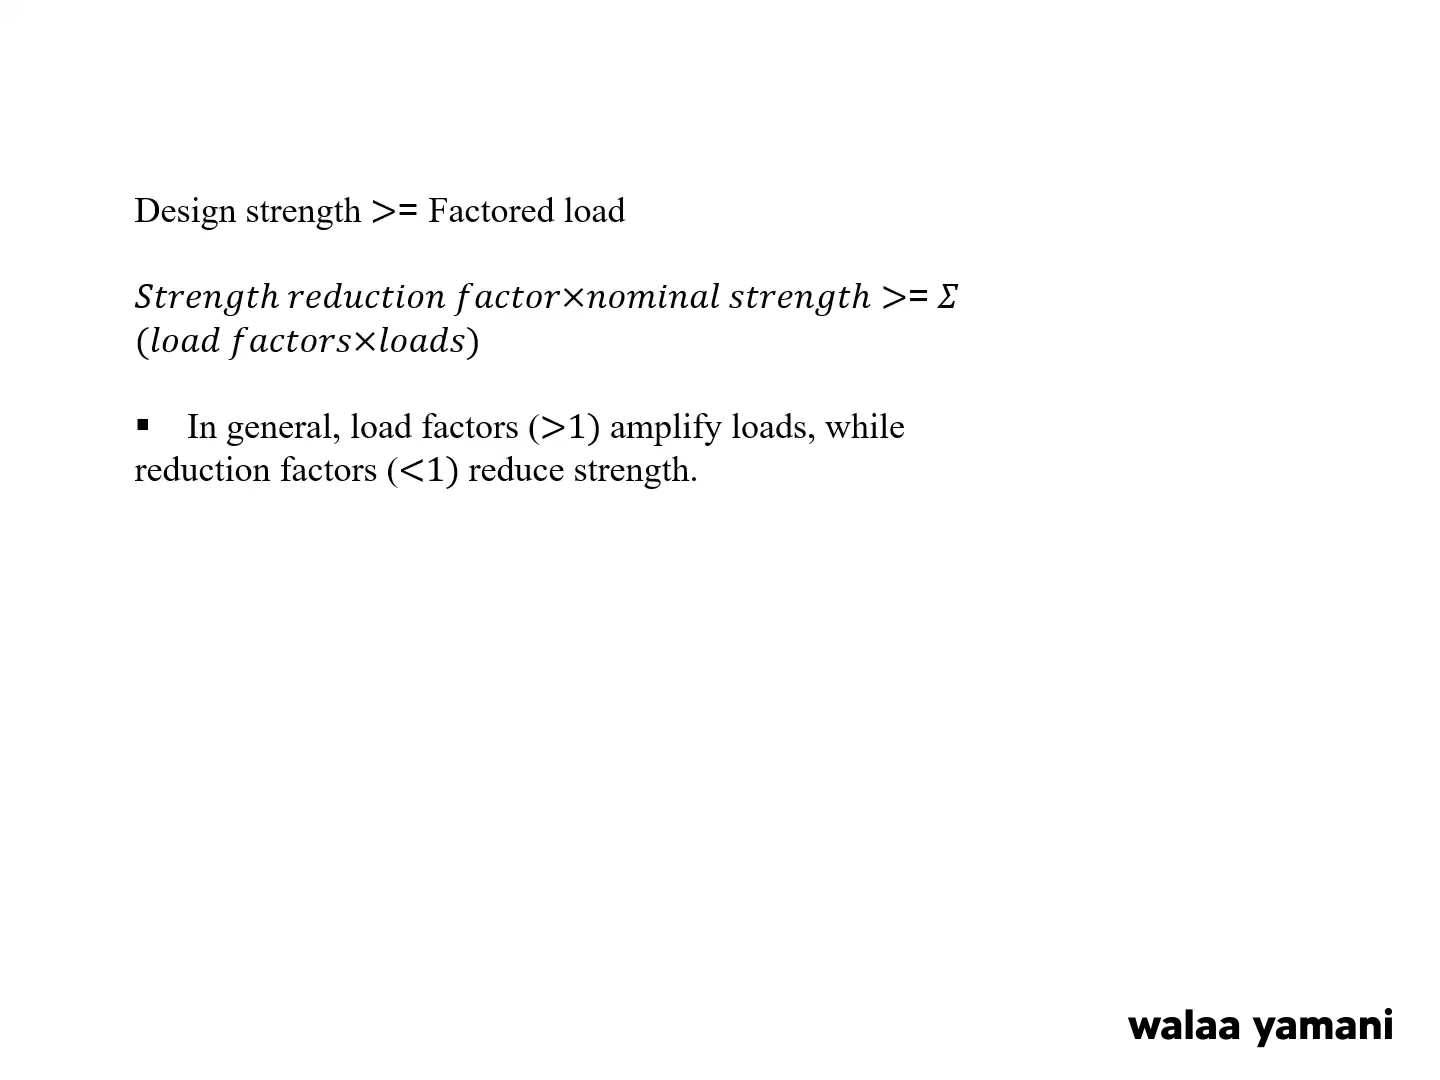 Design strength >= Factored load
Strength reduction factor×nominal strength >= Σ
(load factors×loads)
▪ In general, load factors (>1) amplify loads, while
reduction factors (<1) reduce strength.
walaa yamani